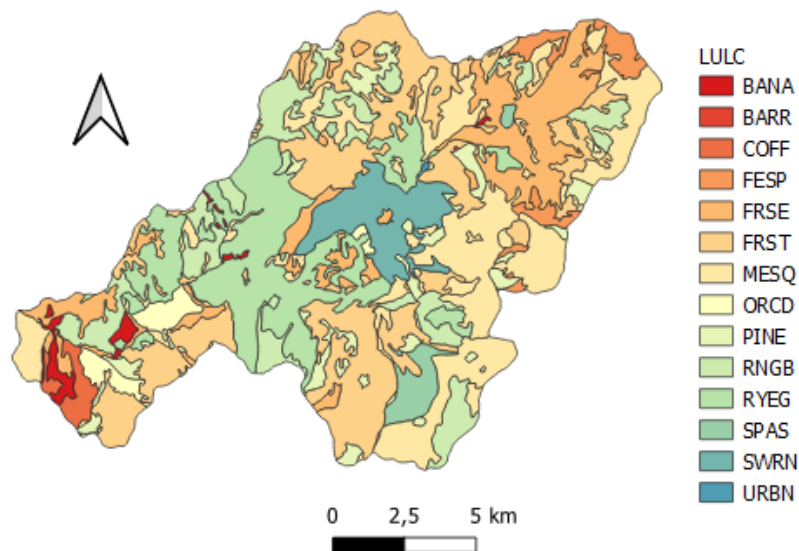 LULC
BANA
BARR
COFF
FESP
FRSE
FRST
MESQ
ORCD
PINE
RNGB
RYEG
SPAS
SWRN
URBN
0 2,5 5 km